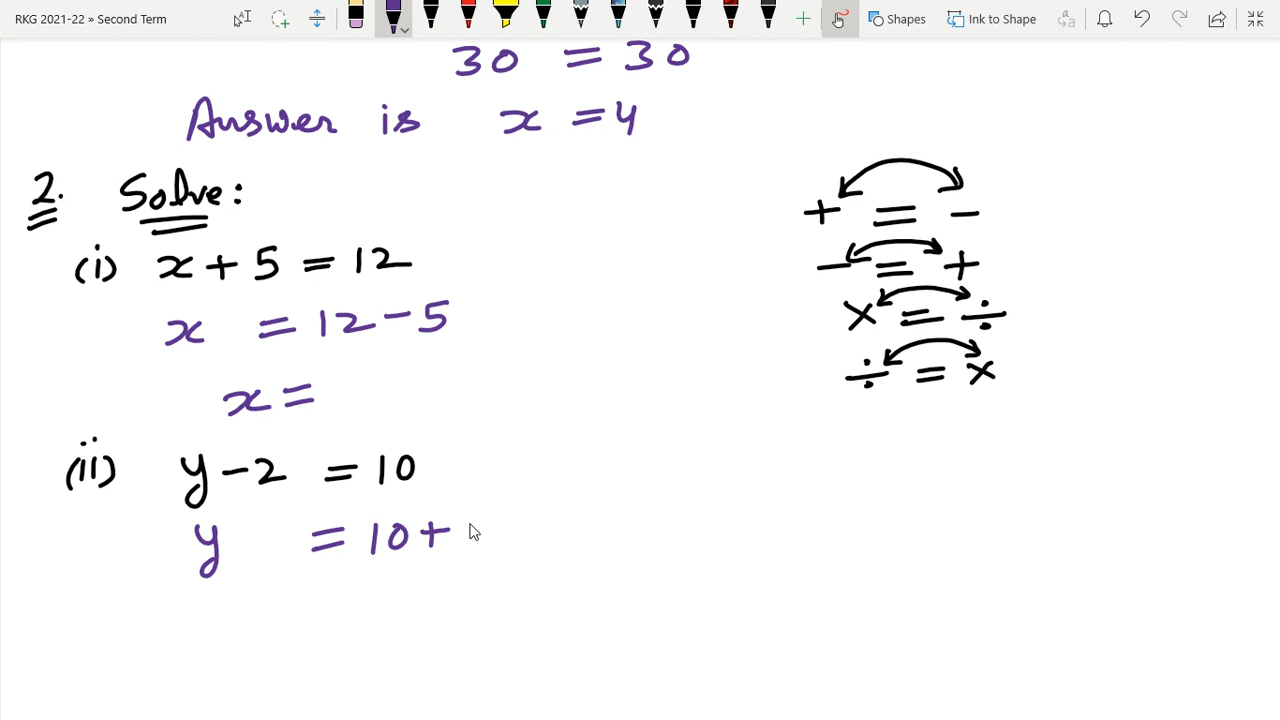 RKG 2021-22 » Second Term
Shapes
Ink to Shape
30 = 30
Answer is x = 4
2. Solve:
(i) x + 5 = 12
x = 12 - 5
x =
(ii) y - 2 = 10
y = 10 +
+ = -
- = +
× = ÷
÷ = ×